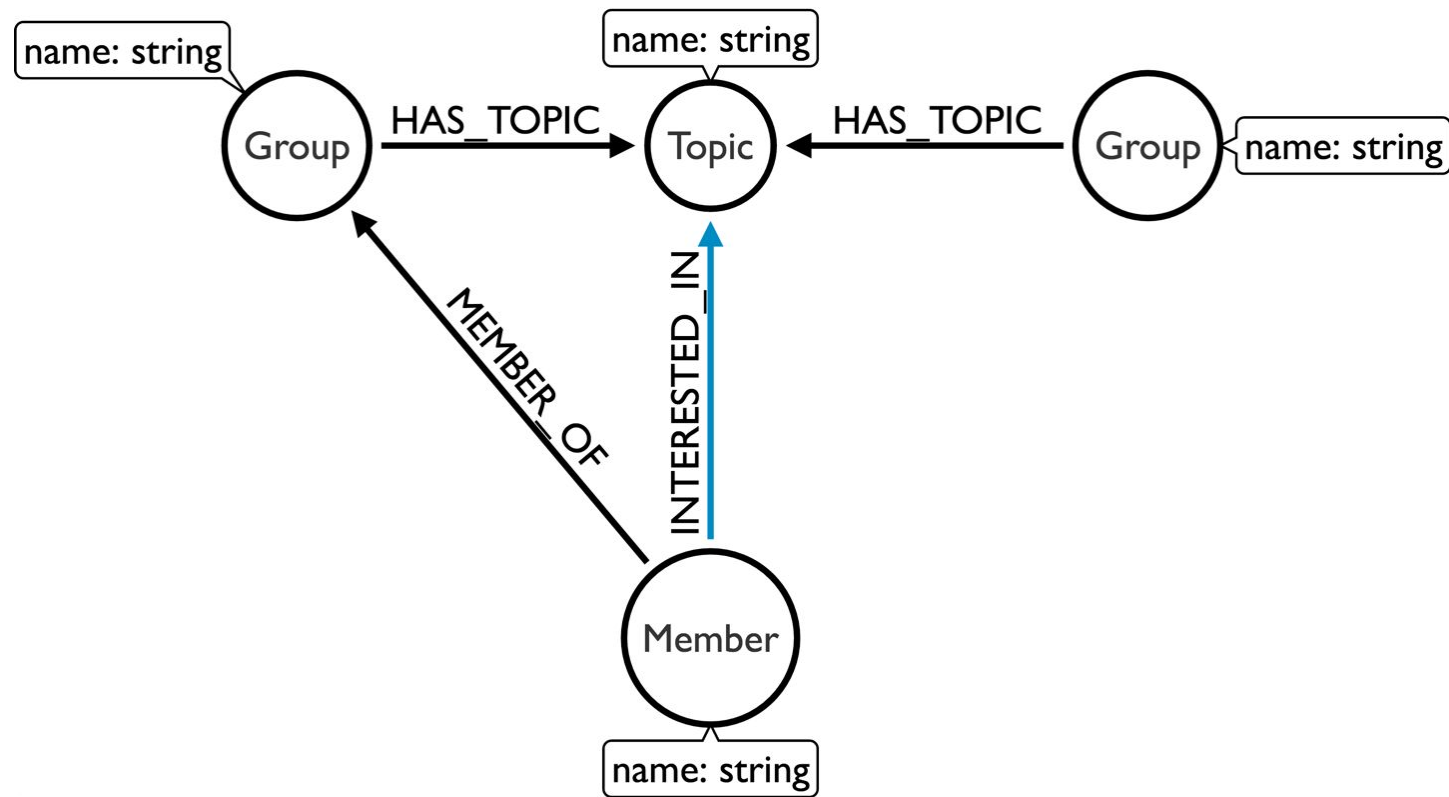 name: string
name: string
Group
HAS_TOPIC
Topic
HAS_TOPIC
Group
name: string
MEMBER_OF
INTERESTED_IN
Member
name: string